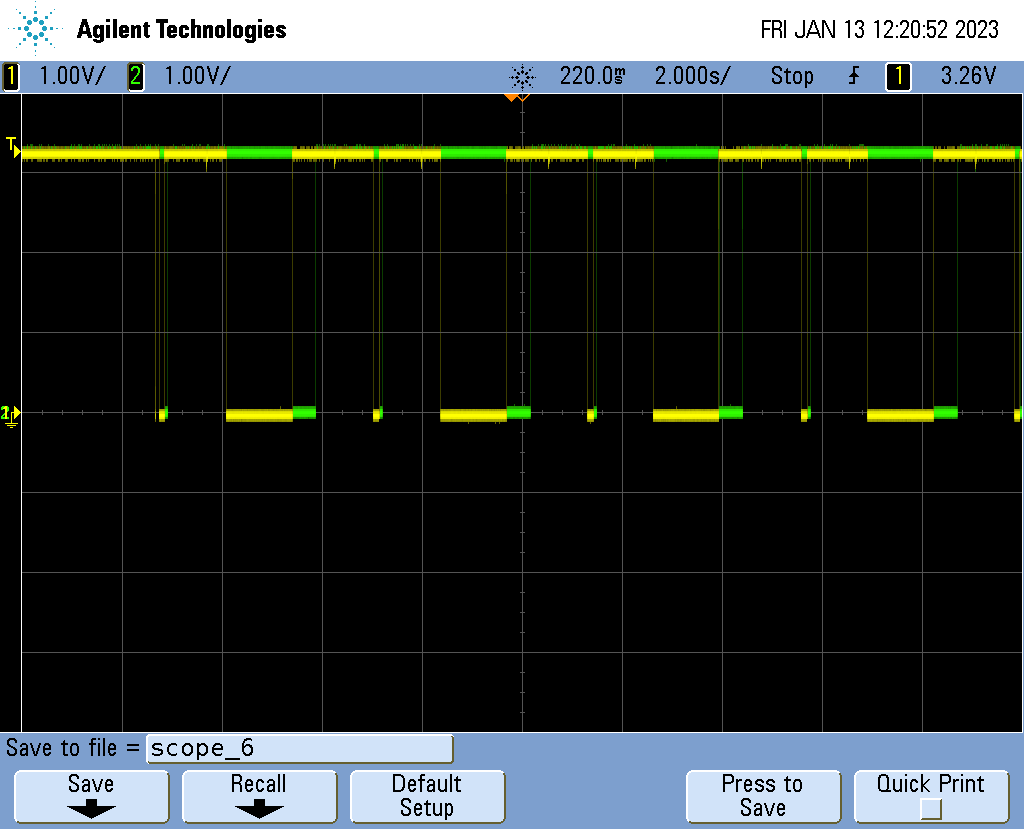 Agilent Technologies FRI JAN 13 12:20:52 2023
1 1.00V/ 2 1.00V/ 220.0ms 2.000s/ Stop 1 3.26V
T
2
Save to file = scope_6
Save Recall Default Setup Press to Save Quick Print